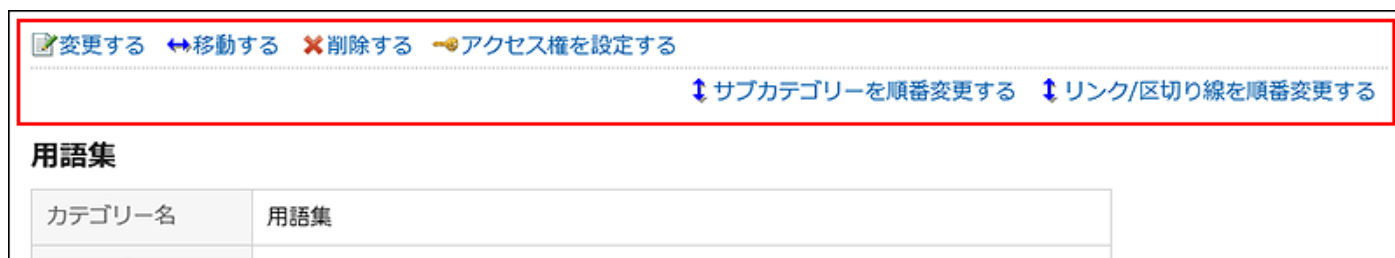 変更する 移動する 削除する アクセス権を設定する
サブカテゴリーを順番変更する リンク/区切り線を順番変更する
用語集
カテゴリー名 用語集